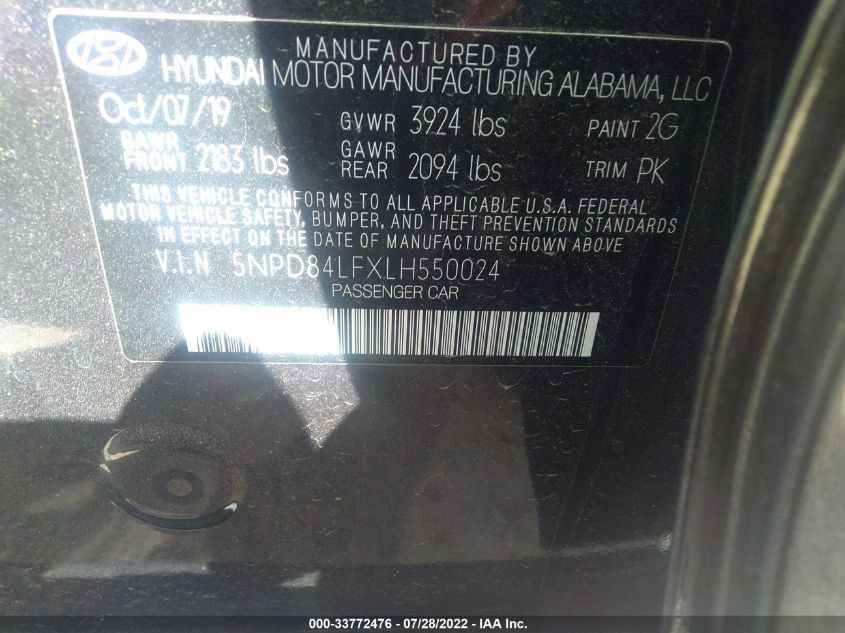 MANUFACTURED BY
HYUNDAI MOTOR MANUFACTURING ALABAMA, LLC
Oct/07/19 GVWR 3924 lbs PAINT 2G
GAWR FRONT 2183 lbs GAWR REAR 2094 lbs TRIM PK
THIS VEHICLE CONFORMS TO ALL APPLICABLE U.S.A. FEDERAL
MOTOR VEHICLE SAFETY, BUMPER, AND THEFT PREVENTION STANDARDS
IN EFFECT ON THE DATE OF MANUFACTURE SHOWN ABOVE
V.I.N 5NPD84LFXLH550024
PASSENGER CAR
000-33772476 - 07/28/2022 - IAA Inc.